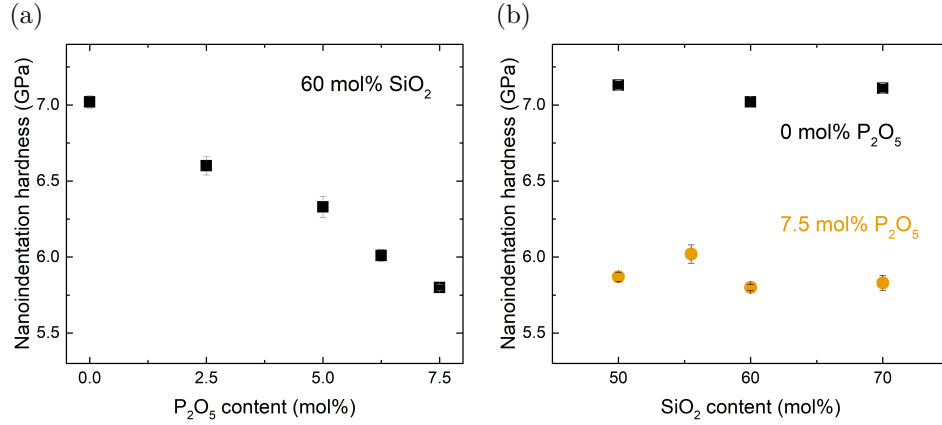 (a)
Nanoindentation hardness (GPa)
7.0
6.5
6.0
5.5
60 mol% SiO₂
0.0 2.5 5.0 7.5
P₂O₅ content (mol%)
(b)
Nanoindentation hardness (GPa)
7.0
6.5
6.0
5.5
0 mol% P₂O₅
7.5 mol% P₂O₅
50 60 70
SiO₂ content (mol%)